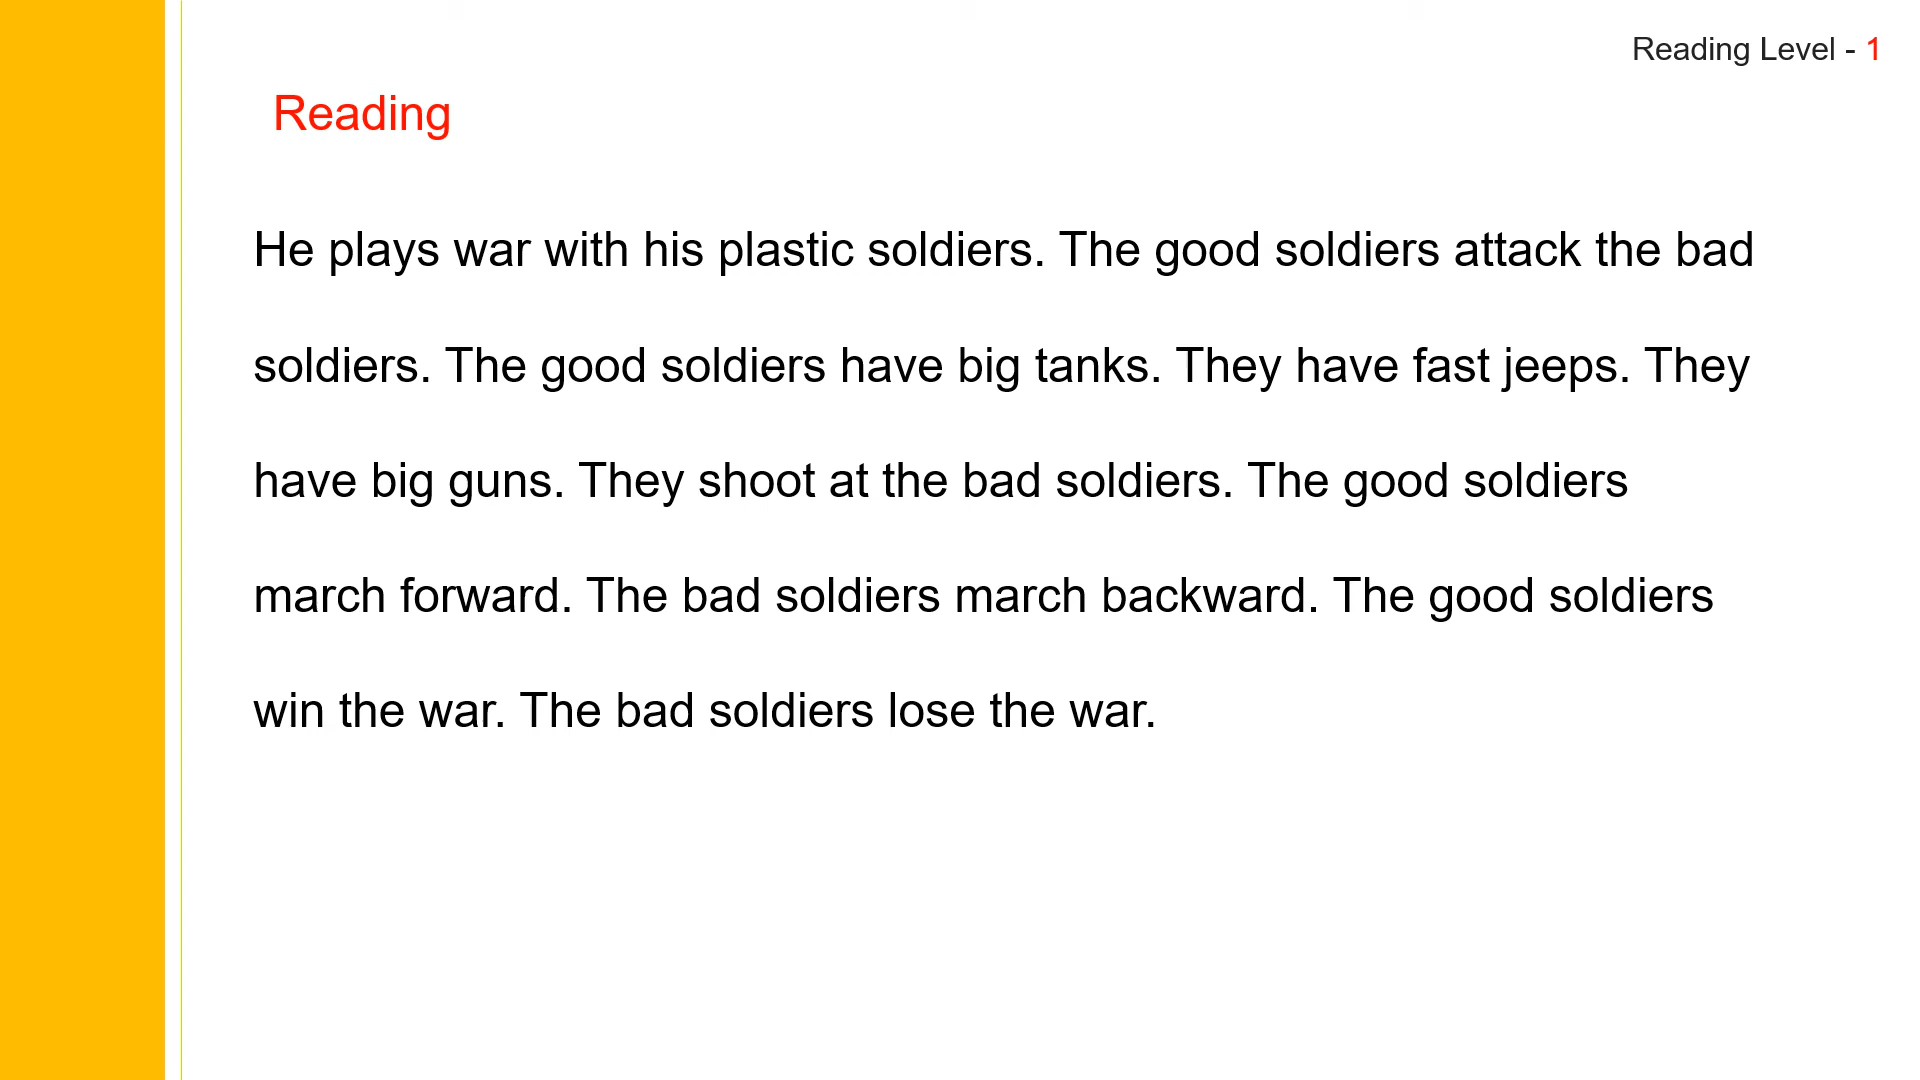 Reading Level - 1
Reading
He plays war with his plastic soldiers. The good soldiers attack the bad
soldiers. The good soldiers have big tanks. They have fast jeeps. They
have big guns. They shoot at the bad soldiers. The good soldiers
march forward. The bad soldiers march backward. The good soldiers
win the war. The bad soldiers lose the war.